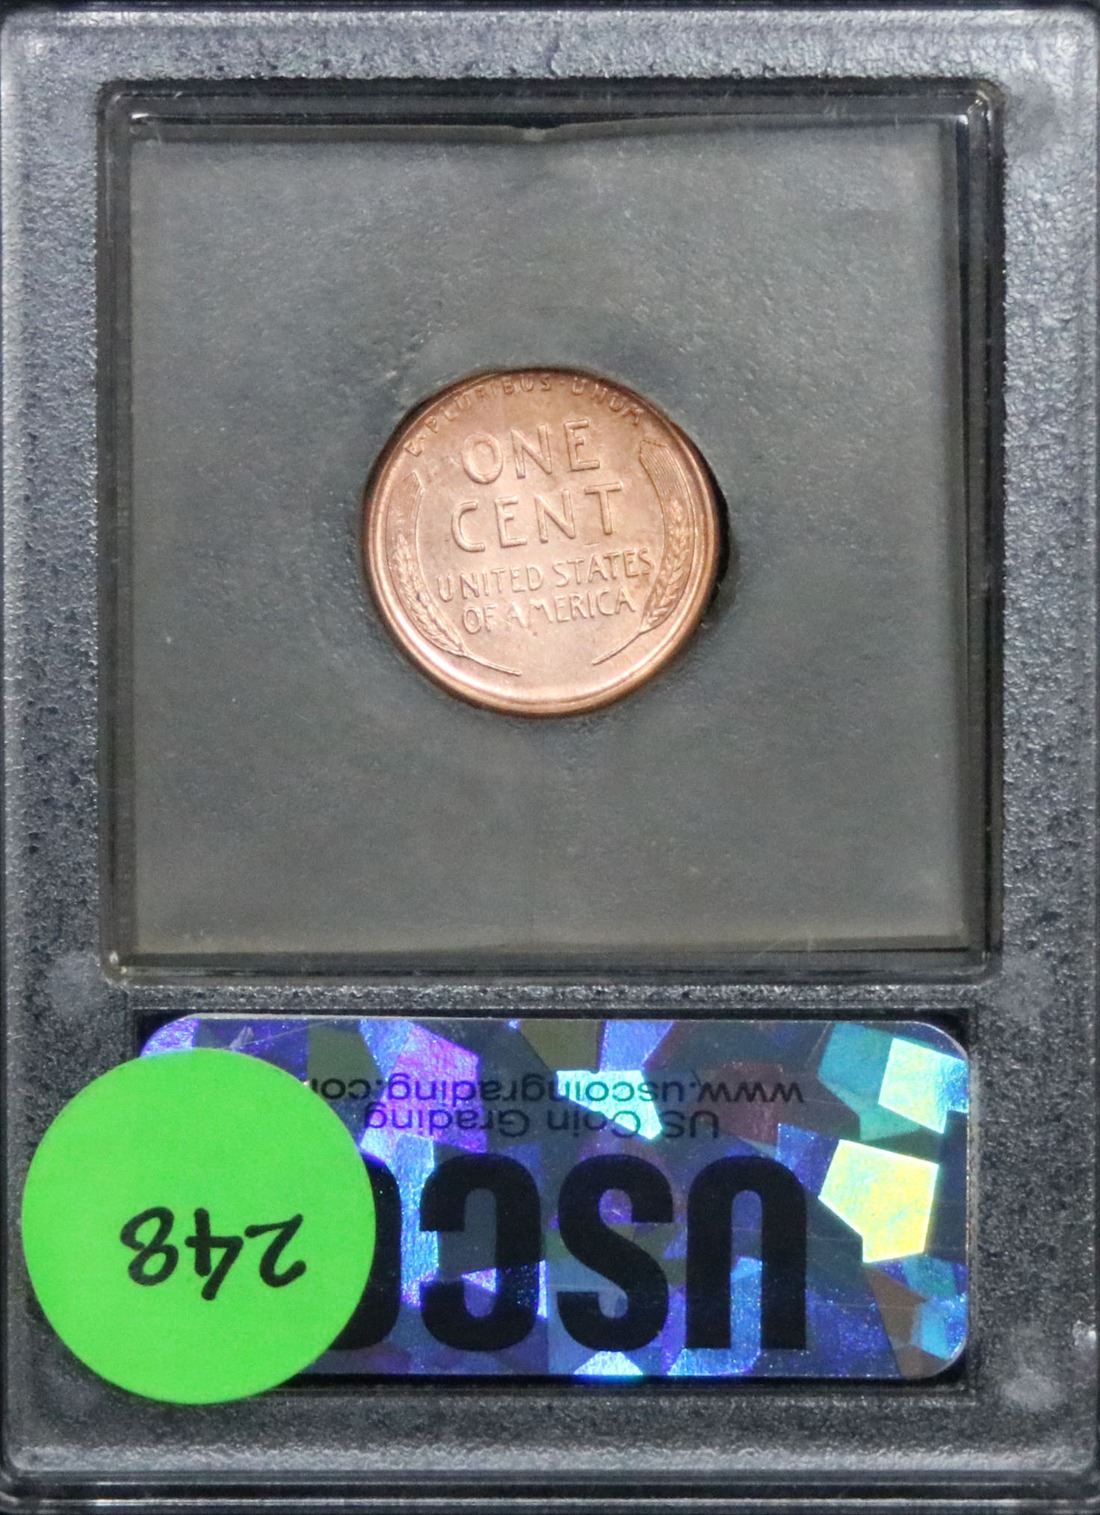 E·PLURIBUS·UNUM
ONE
CENT
UNITED STATES
OF AMERICA
USC
US Coin Grading
www.uscoingrading.co
248